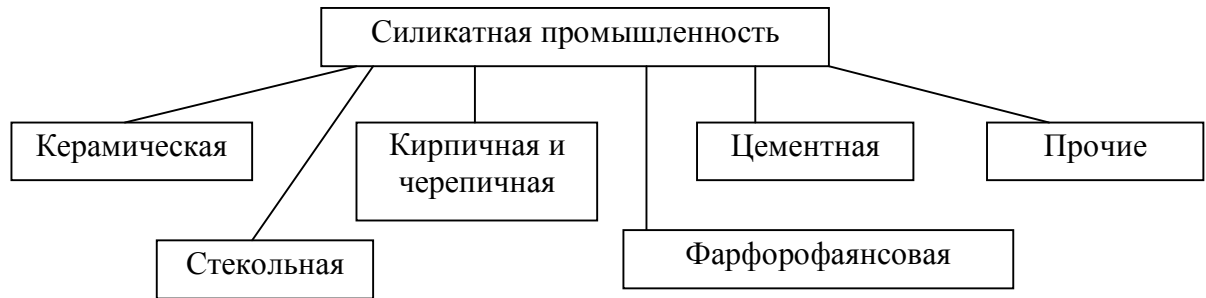 Силикатная промышленность
Керамическая
Кирпичная и
черепичная
Цементная
Прочие
Стекольная
Фарфорофаянсовая